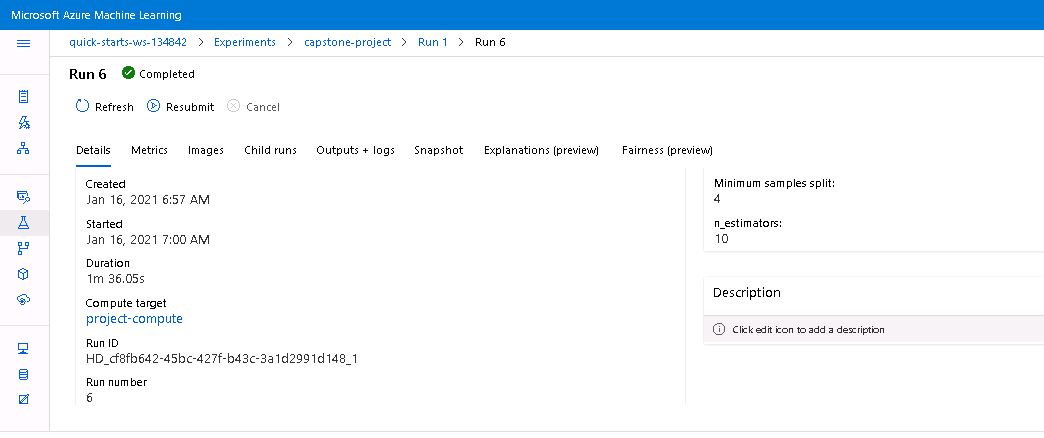 Microsoft Azure Machine Learning
quick-starts-ws-134842 > Experiments > capstone-project > Run 1 > Run 6
Run 6 Completed
Refresh Resubmit Cancel
Details Metrics Images Child runs Outputs + logs Snapshot Explanations (preview) Fairness (preview)
Created
Jan 16, 2021 6:57 AM
Started
Jan 16, 2021 7:00 AM
Duration
1m 36.05s
Compute target
project-compute
Run ID
HD_cf8fb642-45bc-427f-b43c-3a1d2991d148_1
Run number
6
Minimum samples split:
4
n_estimators:
10
Description
Click edit icon to add a description